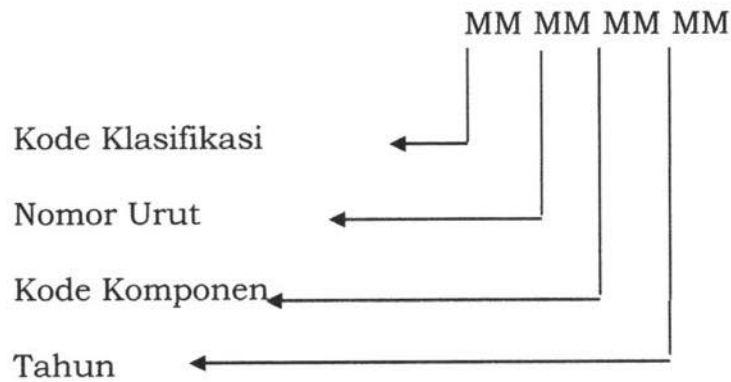 MM MM MM MM
Kode Klasifikasi
Nomor Urut
Kode Komponen
Tahun